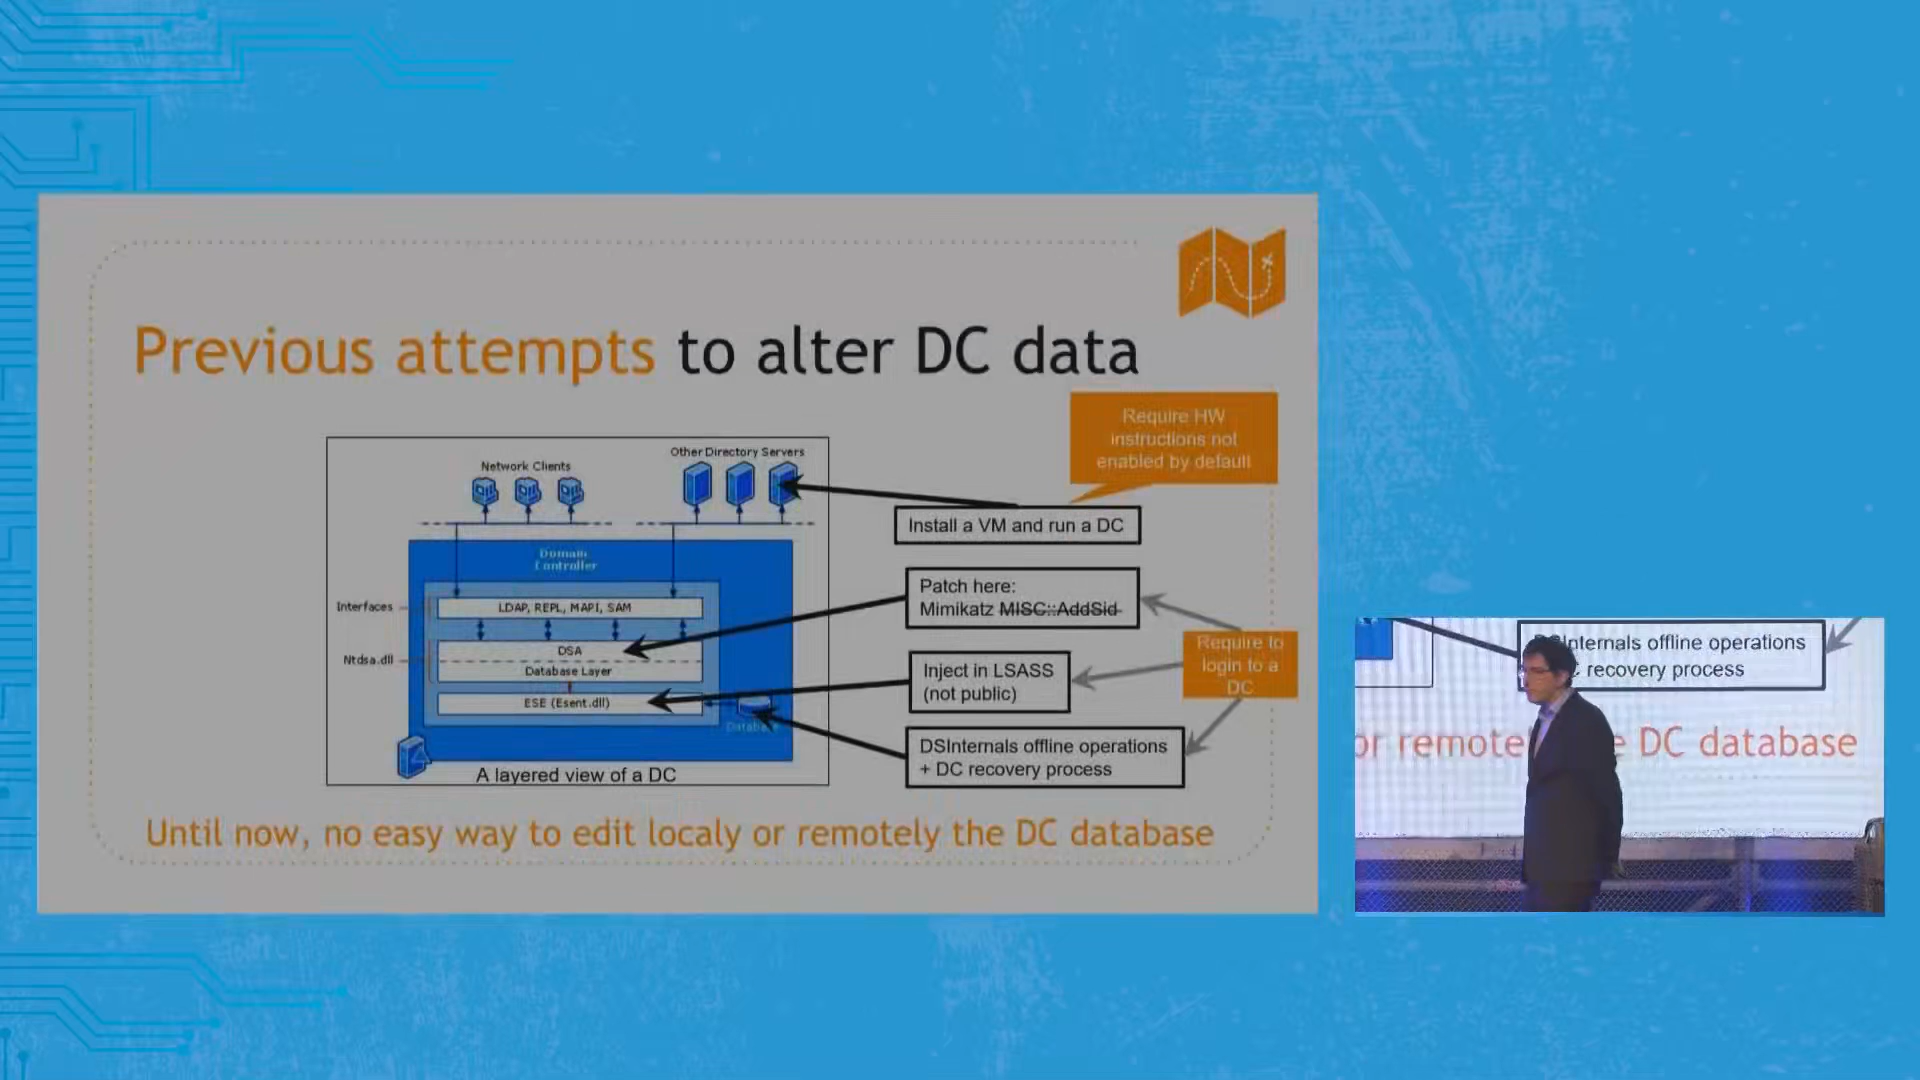 Previous attempts to alter DC data
Require HW
instructions not
enabled by default
Network Clients
Other Directory Servers
Install a VM and run a DC
Domain
Controller
Interfaces
LDAP, REPL, MAPI, SAM
Patch here:
Mimikatz MISC::AddSid
Ntdsa.dll
DSA
Database Layer
Require to
login to a
DC
Inject in LSASS
(not public)
ESE (Esent.dll)
DSInternals offline operations
+ DC recovery process
A layered view of a DC
Until now, no easy way to edit localy or remotely the DC database
Internals offline operations
recovery process
or remote
DC database